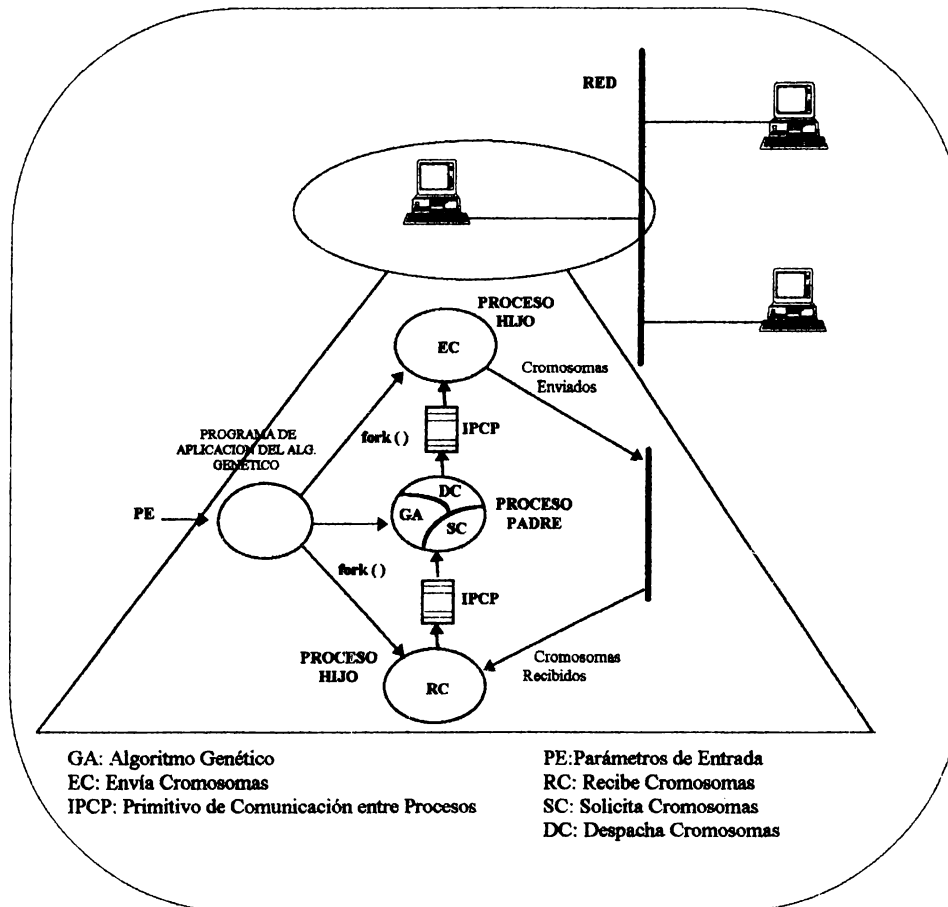 RED
PROCESO
HIJO
EC
Cromosomas
Enviados
IPCP
fork ( )
PROGRAMA DE
APLICACION DEL ALG.
GENETICO
PE
DC
GA
SC
PROCESO
PADRE
fork ( )
IPCP
PROCESO
HIJO
RC
Cromosomas
Recibidos
GA: Algoritmo Genético
EC: Envía Cromosomas
IPCP: Primitivo de Comunicación entre Procesos
PE:Parámetros de Entrada
RC: Recibe Cromosomas
SC: Solicita Cromosomas
DC: Despacha Cromosomas